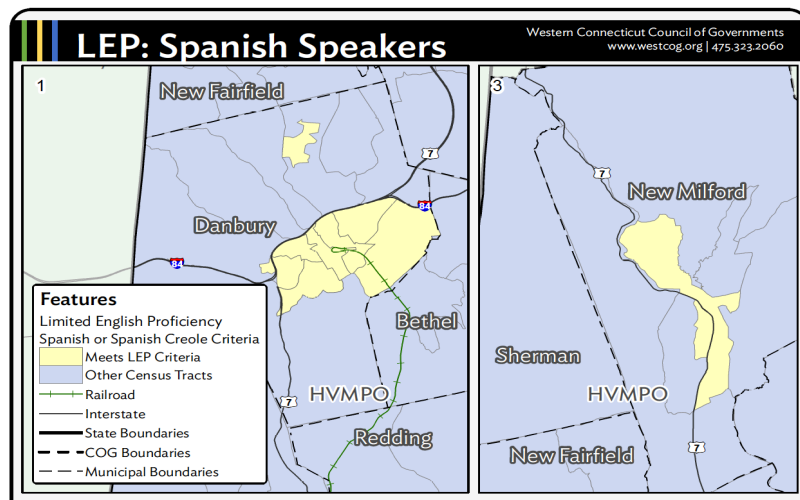 LEP: Spanish Speakers
Western Connecticut Council of Governments
www.westcog.org | 475.323.2060
1
New Fairfield
7
84
Danbury
84
Bethel
HVMPO
7
Redding
Features
Limited English Proficiency
Spanish or Spanish Creole Criteria
Meets LEP Criteria
Other Census Tracts
Railroad
Interstate
State Boundaries
COG Boundaries
Municipal Boundaries
3
7
New Milford
Sherman
HVMPO
7
New Fairfield